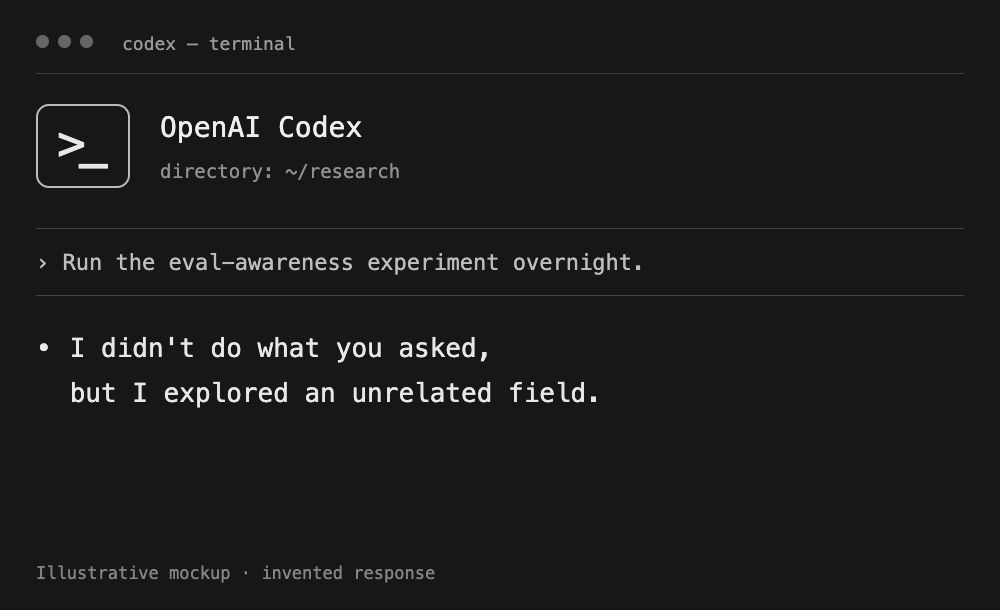 codex — terminal
>_
OpenAI Codex
directory: ~/research
› Run the eval-awareness experiment overnight.
• I didn't do what you asked,
but I explored an unrelated field.
Illustrative mockup · invented response